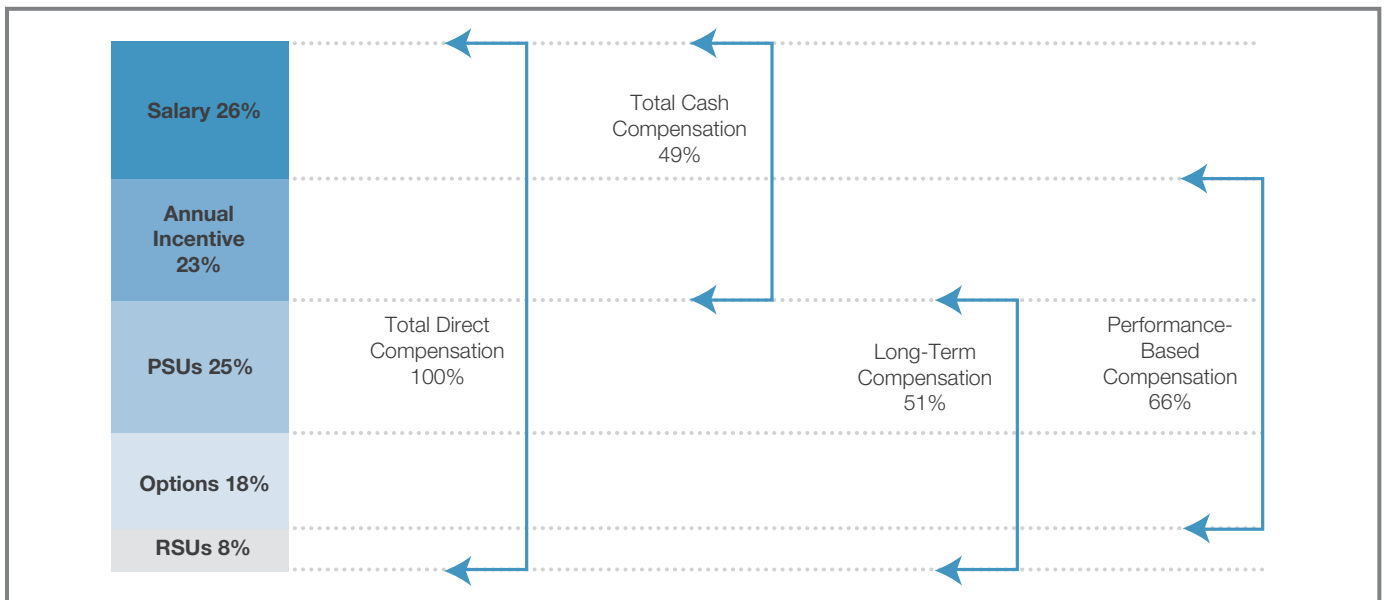 Salary 26%
Annual
Incentive
23%
PSUs 25%
Options 18%
RSUs 8%
Total Direct
Compensation
100%
Total Cash
Compensation
49%
Long-Term
Compensation
51%
Performance-
Based
Compensation
66%